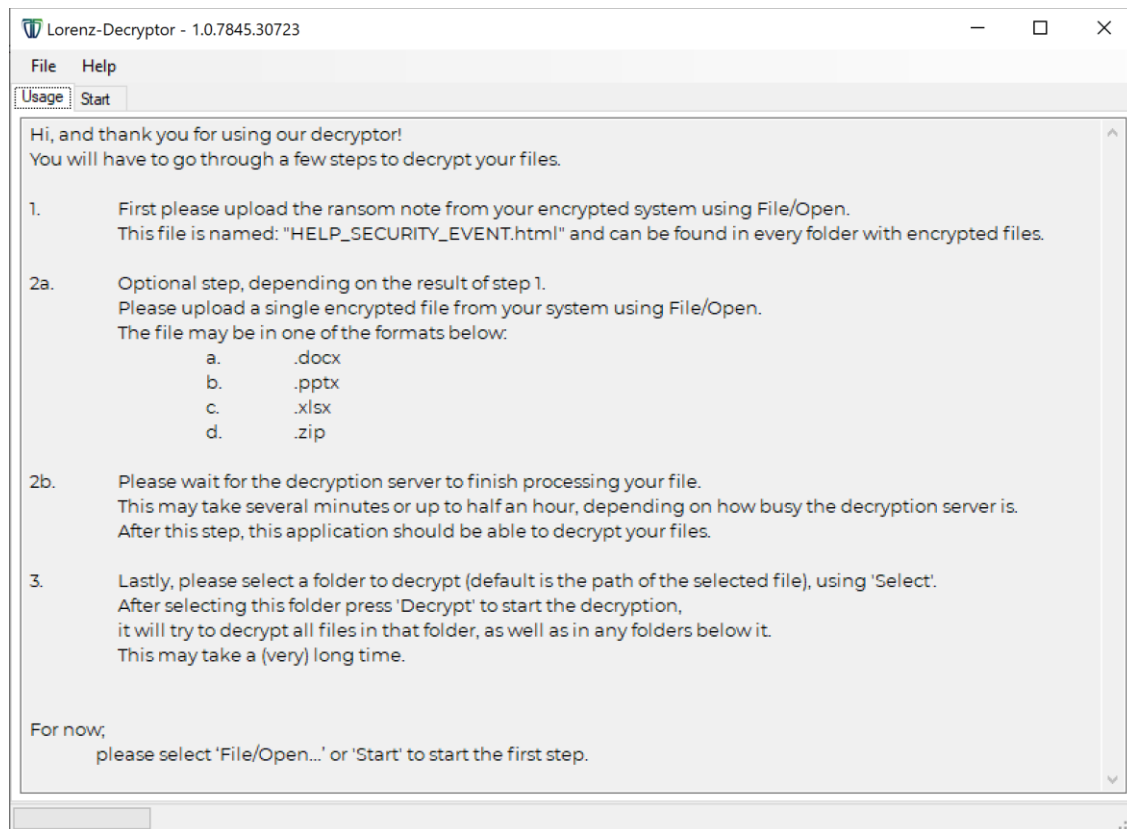 Lorenz-Decryptor - 1.0.7845.30723
File Help
Usage Start
Hi, and thank you for using our decryptor!
You will have to go through a few steps to decrypt your files.
1. First please upload the ransom note from your encrypted system using File/Open.
This file is named: "HELP_SECURITY_EVENT.html" and can be found in every folder with encrypted files.
2a. Optional step, depending on the result of step 1.
Please upload a single encrypted file from your system using File/Open.
The file may be in one of the formats below:
a. .docx
b. .pptx
c. .xlsx
d. .zip
2b. Please wait for the decryption server to finish processing your file.
This may take several minutes or up to half an hour, depending on how busy the decryption server is.
After this step, this application should be able to decrypt your files.
3. Lastly, please select a folder to decrypt (default is the path of the selected file), using 'Select'.
After selecting this folder press 'Decrypt' to start the decryption,
it will try to decrypt all files in that folder, as well as in any folders below it.
This may take a (very) long time.
For now;
please select ‘File/Open...’ or 'Start' to start the first step.